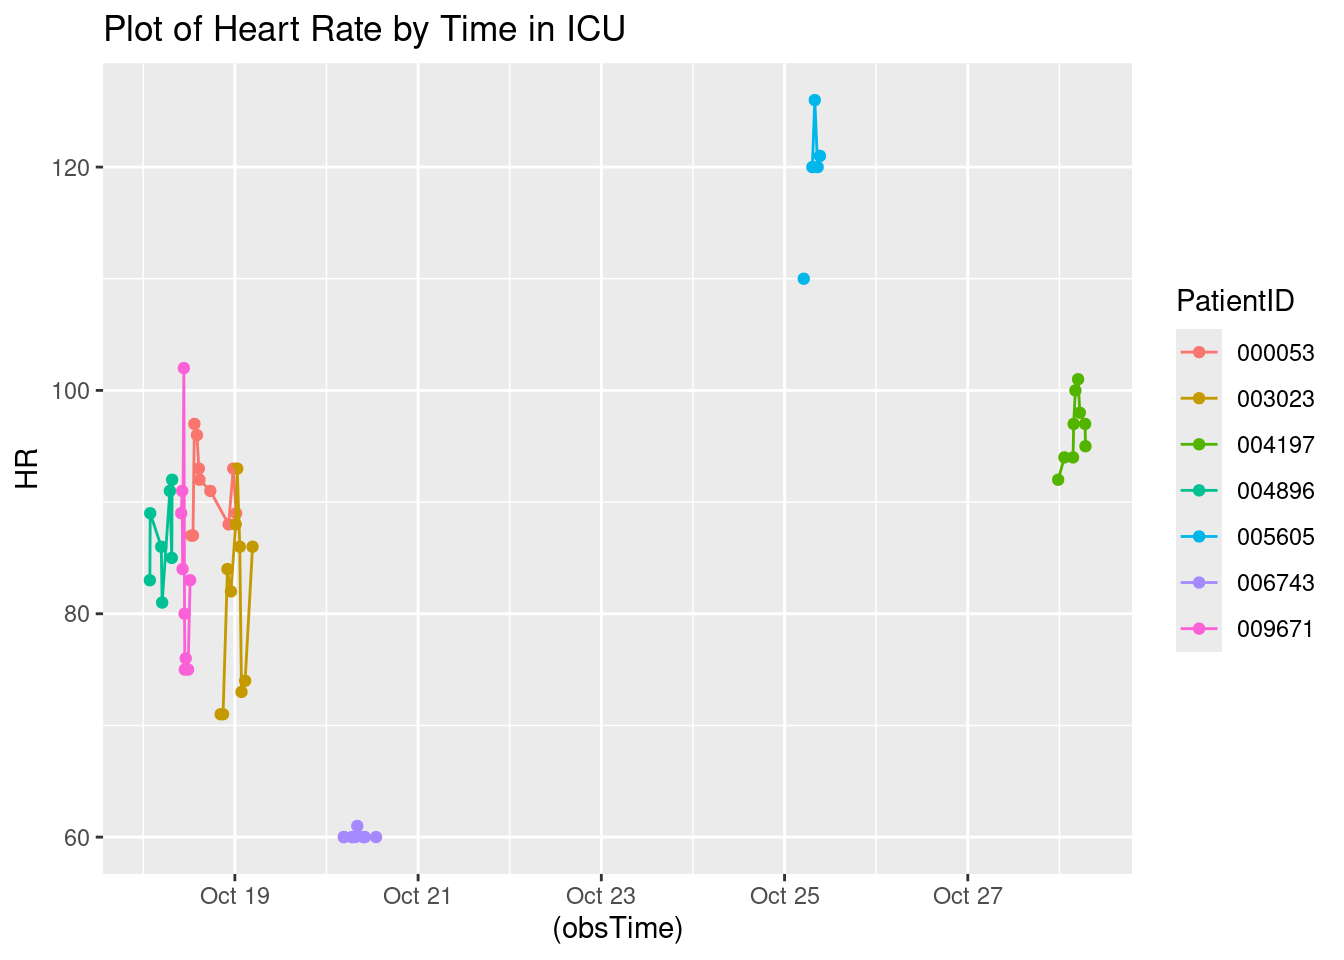 Plot of Heart Rate by Time in ICU
120
100
80
60
HR
Oct 19
Oct 21
Oct 23
Oct 25
Oct 27
(obsTime)
PatientID
000053
003023
004197
004896
005605
006743
009671